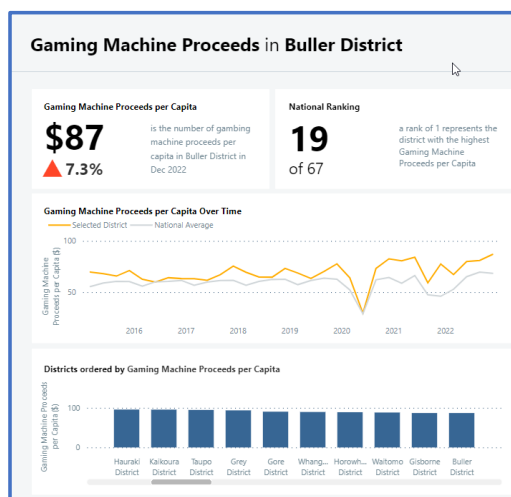 Gaming Machine Proceeds in Buller District
Gaming Machine Proceeds per Capita
$87
7.3%
is the number of gambing
machine proceeds per
capita in Buller District in
Dec 2022
National Ranking
19
of 67
a rank of 1 represents the
district with the highest
Gaming Machine
Proceeds per Capita
Gaming Machine Proceeds per Capita Over Time
Selected District National Average
Gaming Machine
Proceeds per Capita ($)
100
50
2016 2017 2018 2019 2020 2021 2022
Districts ordered by Gaming Machine Proceeds per Capita
Gaming Machine Proceeds
per Capita ($)
100
0
Hauraki Kaikoura Taupo Grey Gore Whang... Horowh... Waitomo Gisborne Buller
District District District District District District District District District District